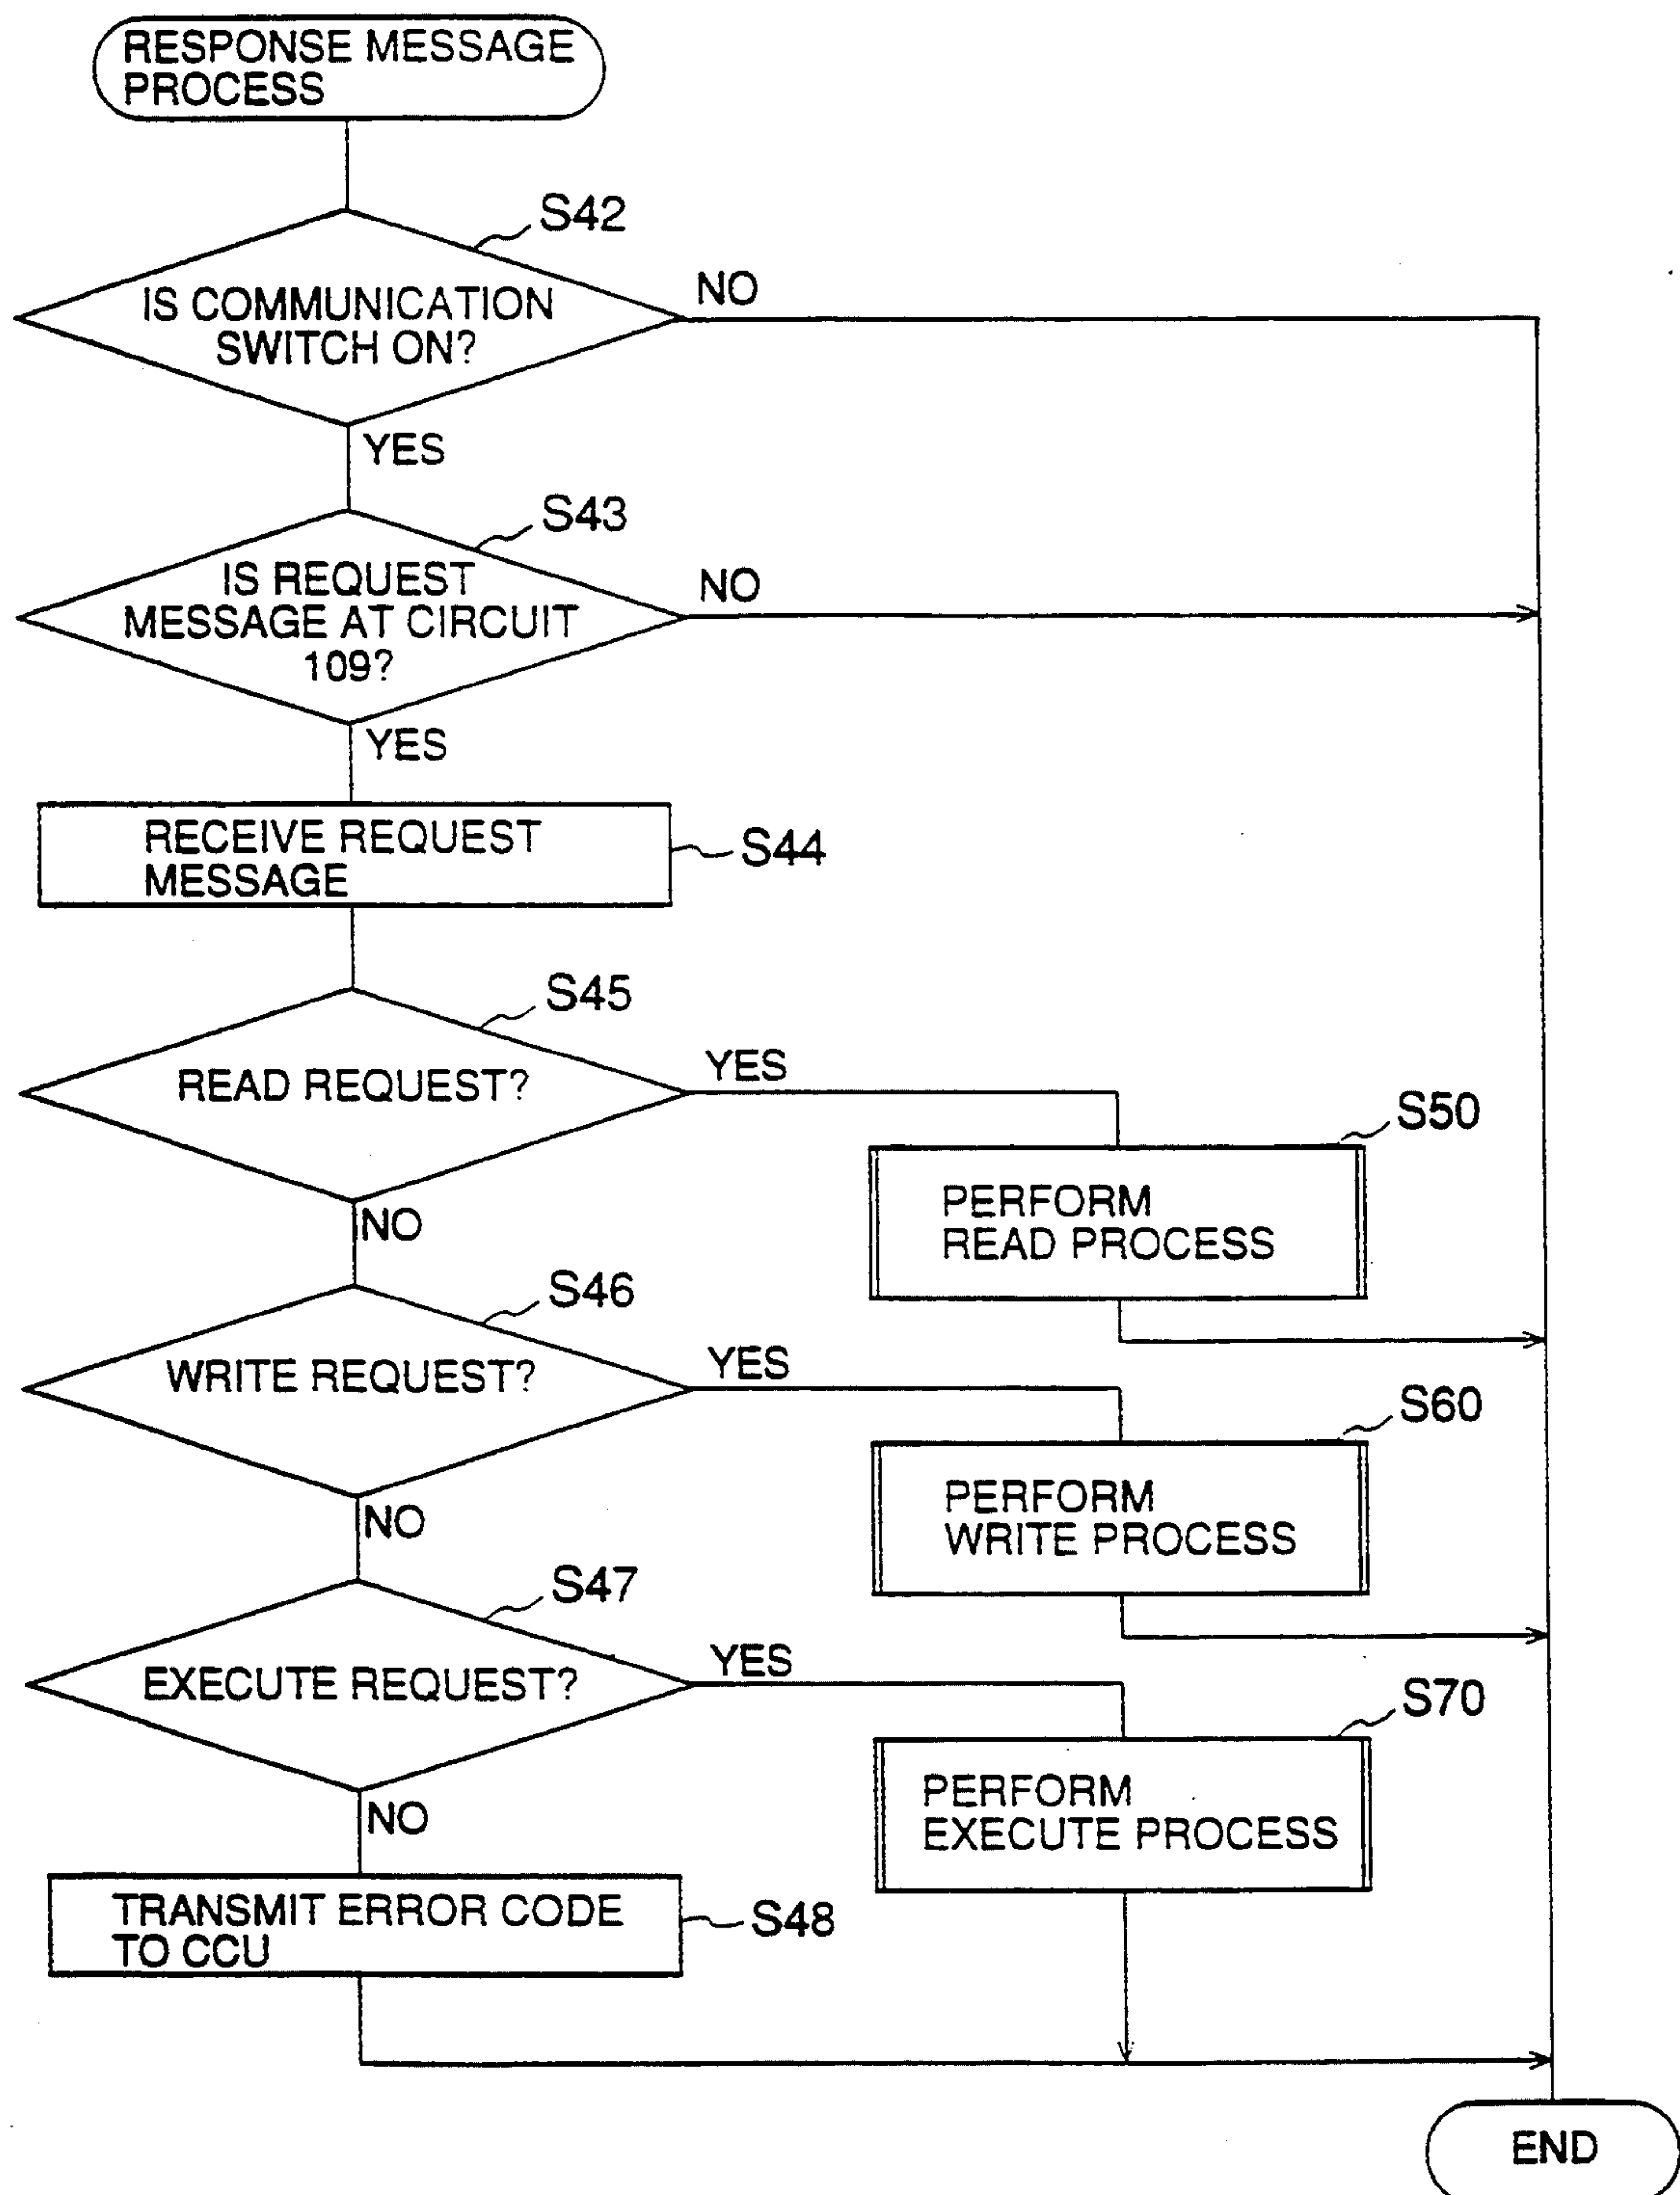 RESPONSE MESSAGE
PROCESS
S42
IS COMMUNICATION
SWITCH ON?
NO
YES
S43
IS REQUEST
MESSAGE AT CIRCUIT
109?
NO
YES
RECEIVE REQUEST
MESSAGE
S44
S45
READ REQUEST?
YES
NO
S50
PERFORM
READ PROCESS
S46
WRITE REQUEST?
YES
NO
S60
PERFORM
WRITE PROCESS
S47
EXECUTE REQUEST?
YES
NO
S70
PERFORM
EXECUTE PROCESS
TRANSMIT ERROR CODE
TO CCU
S48
END